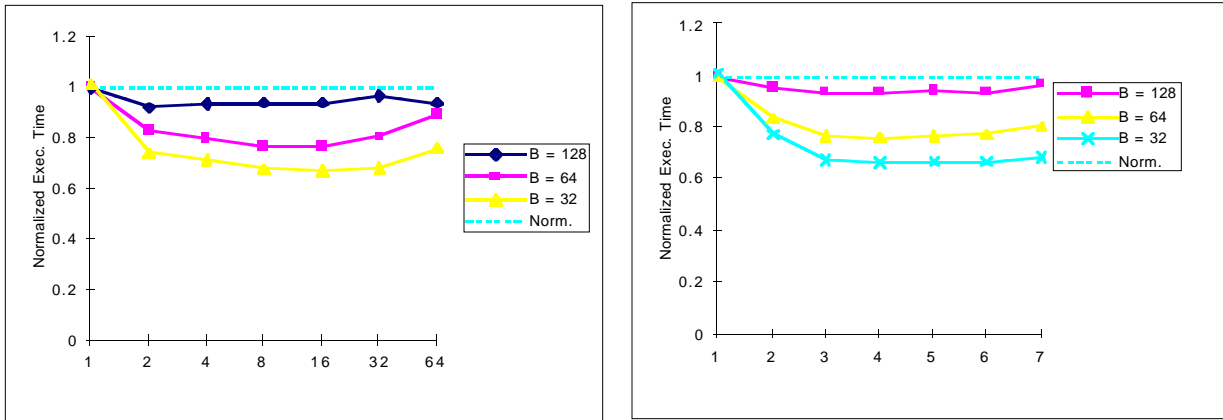 1.2
1
0.8
0.6
0.4
0.2
0
Normalized Exec. Time
1 2 4 8 16 32 64
B = 128
B = 64
B = 32
Norm.
1.2
1
0.8
0.6
0.4
0.2
0
Normalized Exec. Time
1 2 3 4 5 6 7
B = 128
B = 64
B = 32
Norm.